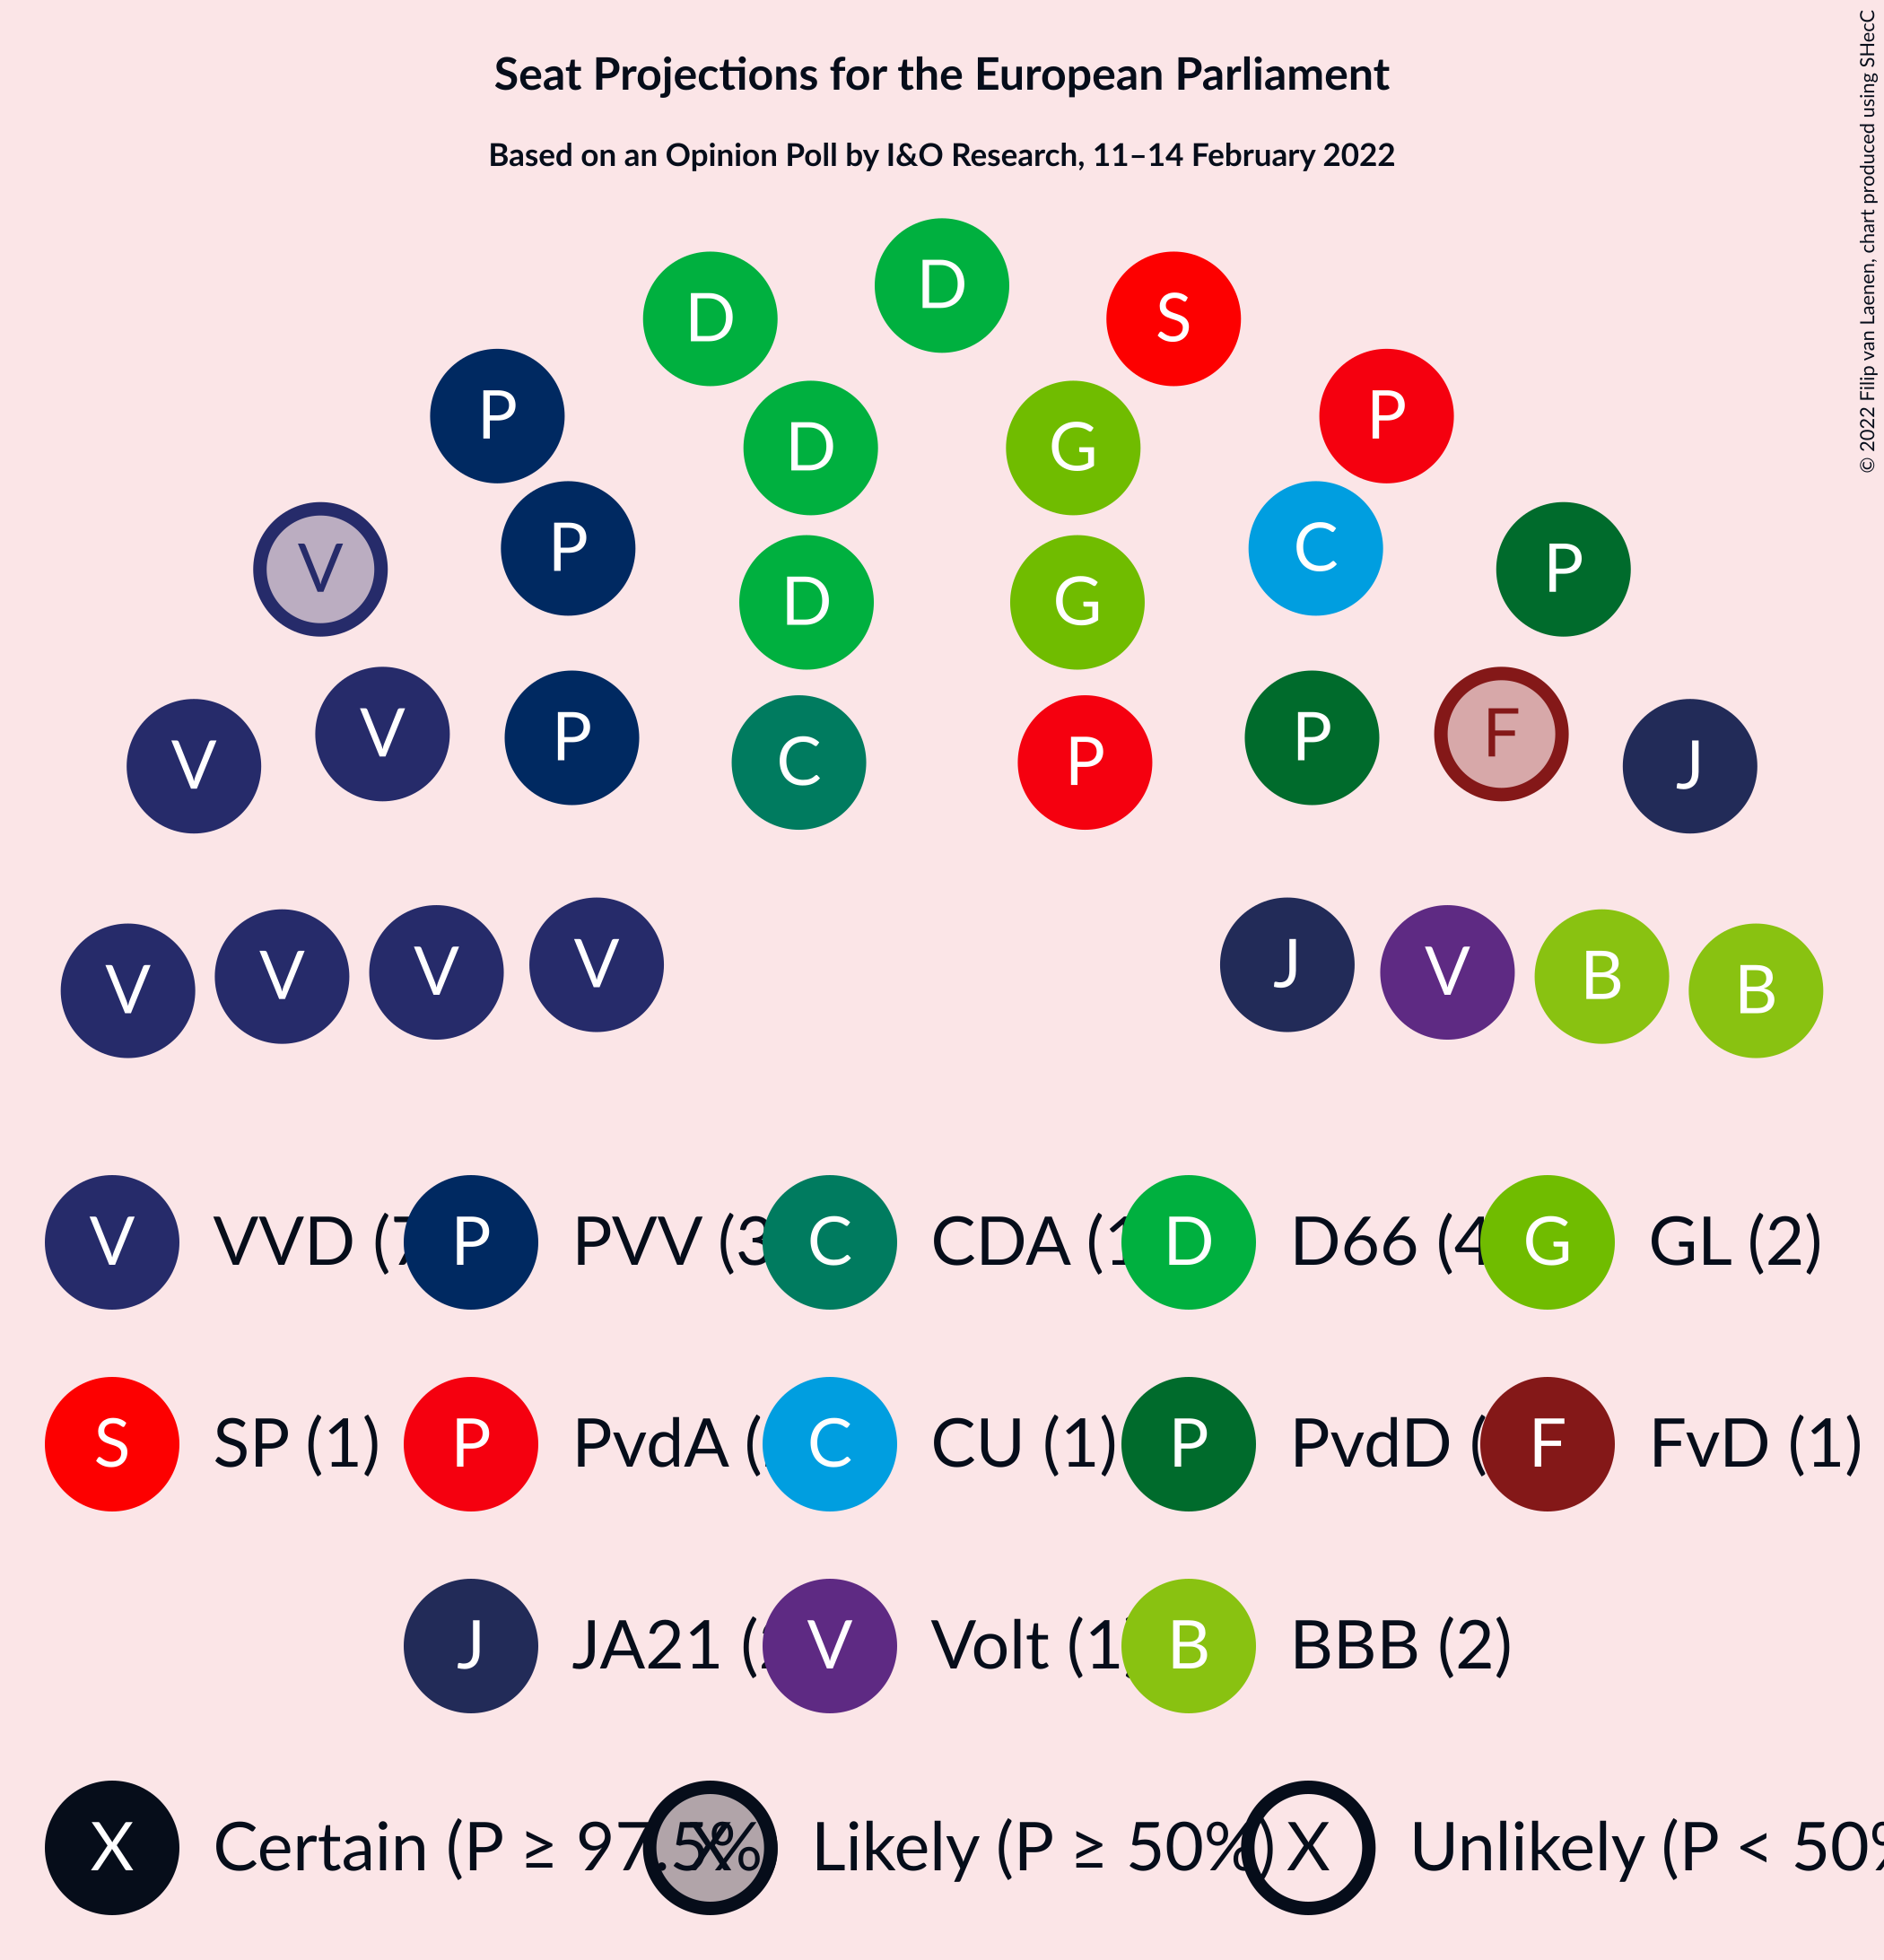 Seat Projections for the European Parliament
Based on an Opinion Poll by I&O Research, 11–14 February 2022
© 2022 Filip van Laenen, chart produced using SHecC
D
D S
P P
D G
V P C P
D G
V V P C P P F J
V V V V J V B B
V VVD (7 P PVV (3 C CDA (1 D D66 (4 G GL (2)
S SP (1) P PvdA ( C CU (1) P PvdD ( F FvD (1)
J JA21 ( V Volt (1) B BBB (2)
X Certain (P ≥ 97.5% X Likely (P ≥ 50%) X Unlikely (P < 50%